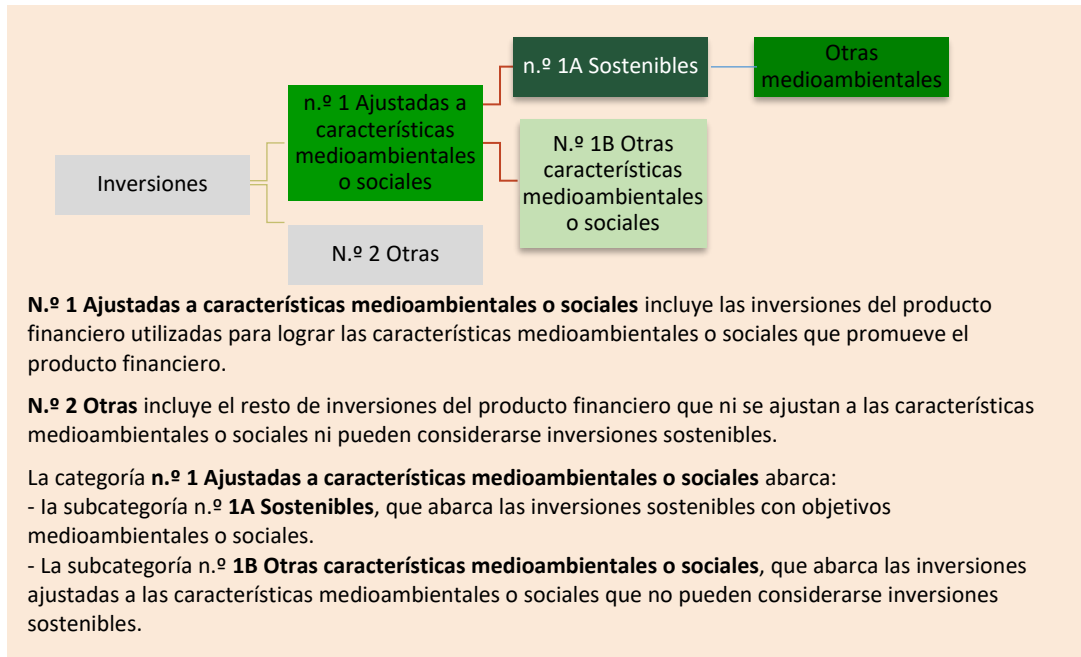 n.º 1A Sostenibles
Otras
medioambientales
n.º 1 Ajustadas a
características
medioambientales
o sociales
N.º 1B Otras
características
medioambientales
o sociales
Inversiones
N.º 2 Otras
N.º 1 Ajustadas a características medioambientales o sociales incluye las inversiones del producto
financiero utilizadas para lograr las características medioambientales o sociales que promueve el
producto financiero.
N.º 2 Otras incluye el resto de inversiones del producto financiero que ni se ajustan a las características
medioambientales o sociales ni pueden considerarse inversiones sostenibles.
La categoría n.º 1 Ajustadas a características medioambientales o sociales abarca:
- la subcategoría n.º 1A Sostenibles, que abarca las inversiones sostenibles con objetivos
medioambientales o sociales.
- La subcategoría n.º 1B Otras características medioambientales o sociales, que abarca las inversiones
ajustadas a las características medioambientales o sociales que no pueden considerarse inversiones
sostenibles.